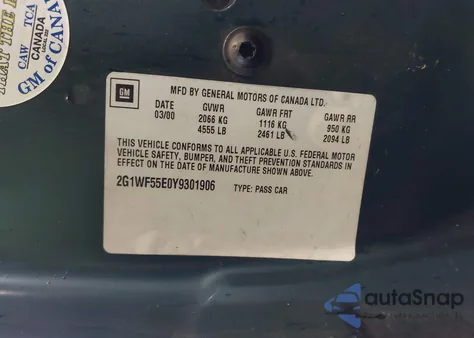 THAT THE
CAW TCA
CANADA
GM of CANA
GM
MFD BY GENERAL MOTORS OF CANADA LTD.
DATE GVWR GAWR FRT GAWR RR
03/00 2066 KG 1116 KG 950 KG
4555 LB 2461 LB 2094 LB
THIS VEHICLE CONFORMS TO ALL APPLICABLE U.S. FEDERAL MOTOR
VEHICLE SAFETY, BUMPER, AND THEFT PREVENTION STANDARDS IN
EFFECT ON THE DATE OF MANUFACTURE SHOWN ABOVE.
2G1WF55E0Y9301906 TYPE: PASS CAR
autoSnap